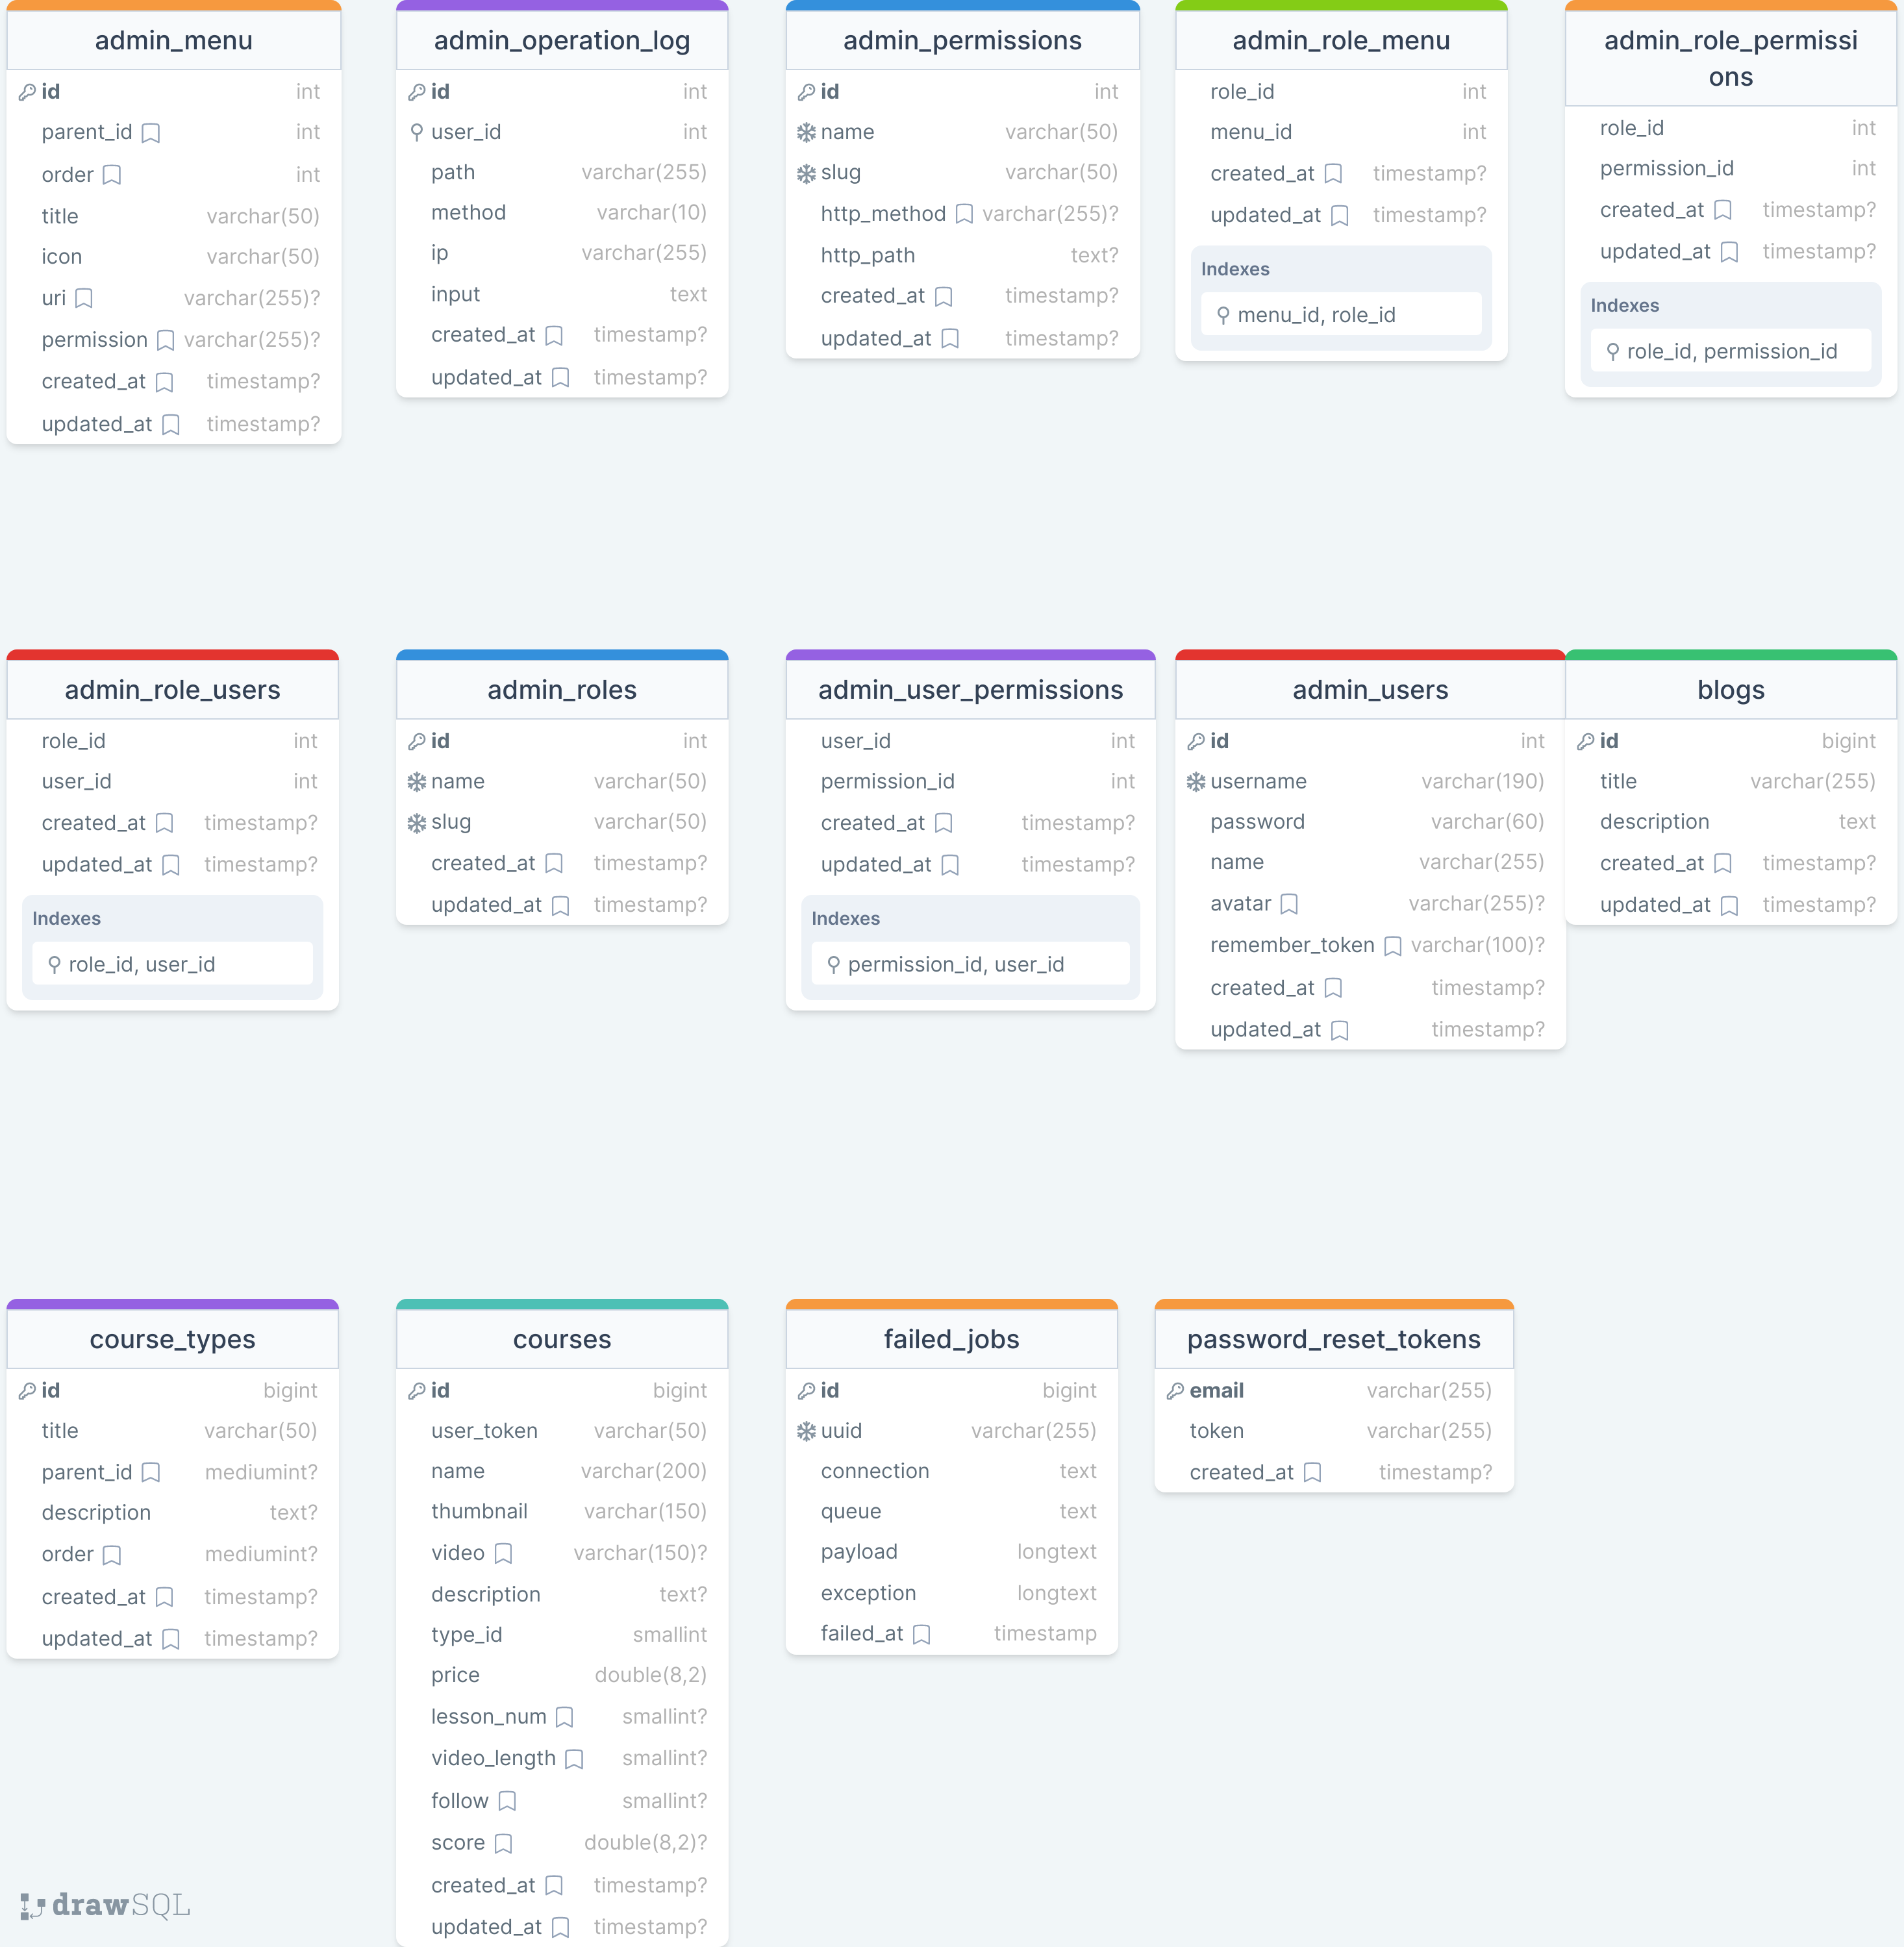 admin_menu
id int
parent_id int
order int
title varchar(50)
icon varchar(50)
uri varchar(255)?
permission varchar(255)?
created_at timestamp?
updated_at timestamp?
admin_operation_log
id int
user_id int
path varchar(255)
method varchar(10)
ip varchar(255)
input text
created_at timestamp?
updated_at timestamp?
admin_permissions
id int
name varchar(50)
slug varchar(50)
http_method varchar(255)?
http_path text?
created_at timestamp?
updated_at timestamp?
admin_role_menu
role_id int
menu_id int
created_at timestamp?
updated_at timestamp?
Indexes
menu_id, role_id
admin_role_permissi
ons
role_id int
permission_id int
created_at timestamp?
updated_at timestamp?
Indexes
role_id, permission_id
admin_role_users
role_id int
user_id int
created_at timestamp?
updated_at timestamp?
Indexes
role_id, user_id
admin_roles
id int
name varchar(50)
slug varchar(50)
created_at timestamp?
updated_at timestamp?
admin_user_permissions
user_id int
permission_id int
created_at timestamp?
updated_at timestamp?
Indexes
permission_id, user_id
admin_users
id int
username varchar(190)
password varchar(60)
name varchar(255)
avatar varchar(255)?
remember_token varchar(100)?
created_at timestamp?
updated_at timestamp?
blogs
id bigint
title varchar(255)
description text
created_at timestamp?
updated_at timestamp?
course_types
id bigint
title varchar(50)
parent_id mediumint?
description text?
order mediumint?
created_at timestamp?
updated_at timestamp?
courses
id bigint
user_token varchar(50)
name varchar(200)
thumbnail varchar(150)
video varchar(150)?
description text?
type_id smallint
price double(8,2)
lesson_num smallint?
video_length smallint?
follow smallint?
score double(8,2)?
created_at timestamp?
updated_at timestamp?
failed_jobs
id bigint
uuid varchar(255)
connection text
queue text
payload longtext
exception longtext
failed_at timestamp
password_reset_tokens
email varchar(255)
token varchar(255)
created_at timestamp?
drawSQL